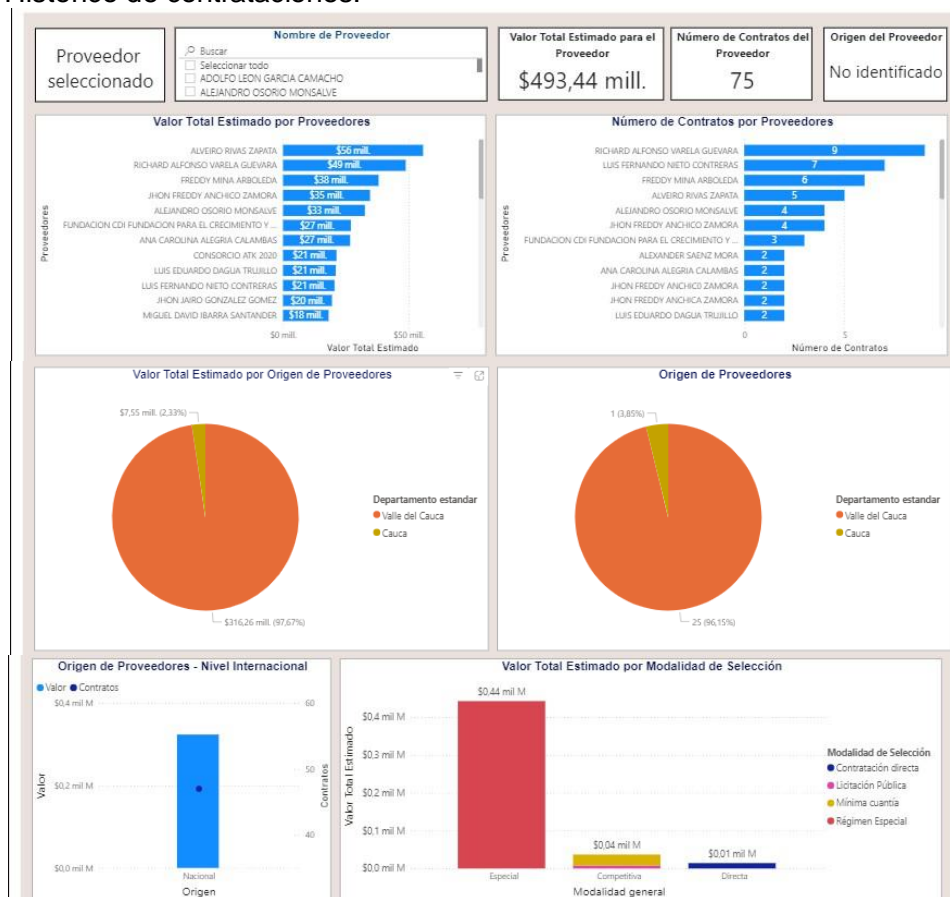 Histórico de contrataciones.
Proveedor
seleccionado
Nombre de Proveedor
Buscar
Seleccionar todo
ADOLFO LEON GARCIA CAMACHO
ALEJANDRO OSORIO MONSALVE
Valor Total Estimado para el
Proveedor
$493,44 mill.
Número de Contratos del
Proveedor
75
Origen del Proveedor
No identificado
Valor Total Estimado por Proveedores
Proveedores
ALVEIRO RIVAS ZAPATA $56 mill.
RICHARD ALFONSO VARELA GUEVARA $49 mill.
FREDDY MINA ARBOLEDA $38 mill.
JHON FREDDY ANCHICO ZAMORA $35 mill.
ALEJANDRO OSORIO MONSALVE $33 mill.
FUNDACION CDI FUNDACION PARA EL CRECIMIENTO Y ... $27 mill.
ANA CAROLINA ALEGRIA CALAMBAS $27 mill.
CONSORCIO ATK 2020 $21 mill.
LUIS EDUARDO DAGUA TRUJILLO $21 mill.
LUIS FERNANDO NIETO CONTRERAS $21 mill.
JHON JAIRO GONZALEZ GOMEZ $20 mill.
MIGUEL DAVID IBARRA SANTANDER $18 mill.
$0 mill. $50 mill.
Valor Total Estimado
Número de Contratos por Proveedores
Proveedores
RICHARD ALFONSO VARELA GUEVARA 9
LUIS FERNANDO NIETO CONTRERAS 7
FREDDY MINA ARBOLEDA 6
ALVEIRO RIVAS ZAPATA 5
ALEJANDRO OSORIO MONSALVE 4
JHON FREDDY ANCHICO ZAMORA 4
FUNDACION CDI FUNDACION PARA EL CRECIMIENTO Y ... 3
ALEXANDER SAENZ MORA 2
ANA CAROLINA ALEGRIA CALAMBAS 2
JHON FREDDY ANCHICO ZAMORA 2
JHON FREDDY ANCHICA ZAMORA 2
LUIS EDUARDO DAGUA TRUJILLO 2
0 5
Número de Contratos
Valor Total Estimado por Origen de Proveedores
$7,55 mill. (2,33%)
Departamento estandar
Valle del Cauca
Cauca
$316,26 mill. (97,67%)
Origen de Proveedores
1 (3,85%)
Departamento estandar
Valle del Cauca
Cauca
25 (96,15%)
Origen de Proveedores - Nivel Internacional
Valor Contratos
$0,4 mil M 60
$0,2 mil M 50
40
$0,0 mil M
Valor
Contratos
Nacional
Origen
Valor Total Estimado por Modalidad de Selección
Valor Total Estimado
$0,44 mil M
$0,4 mil M
$0,3 mil M
$0,2 mil M
$0,1 mil M
$0,0 mil M
$0,04 mil M
$0,01 mil M
Especial Competitiva Directa
Modalidad general
Modalidad de Selección
Contratación directa
Licitación Pública
Mínima cuantía
Régimen Especial